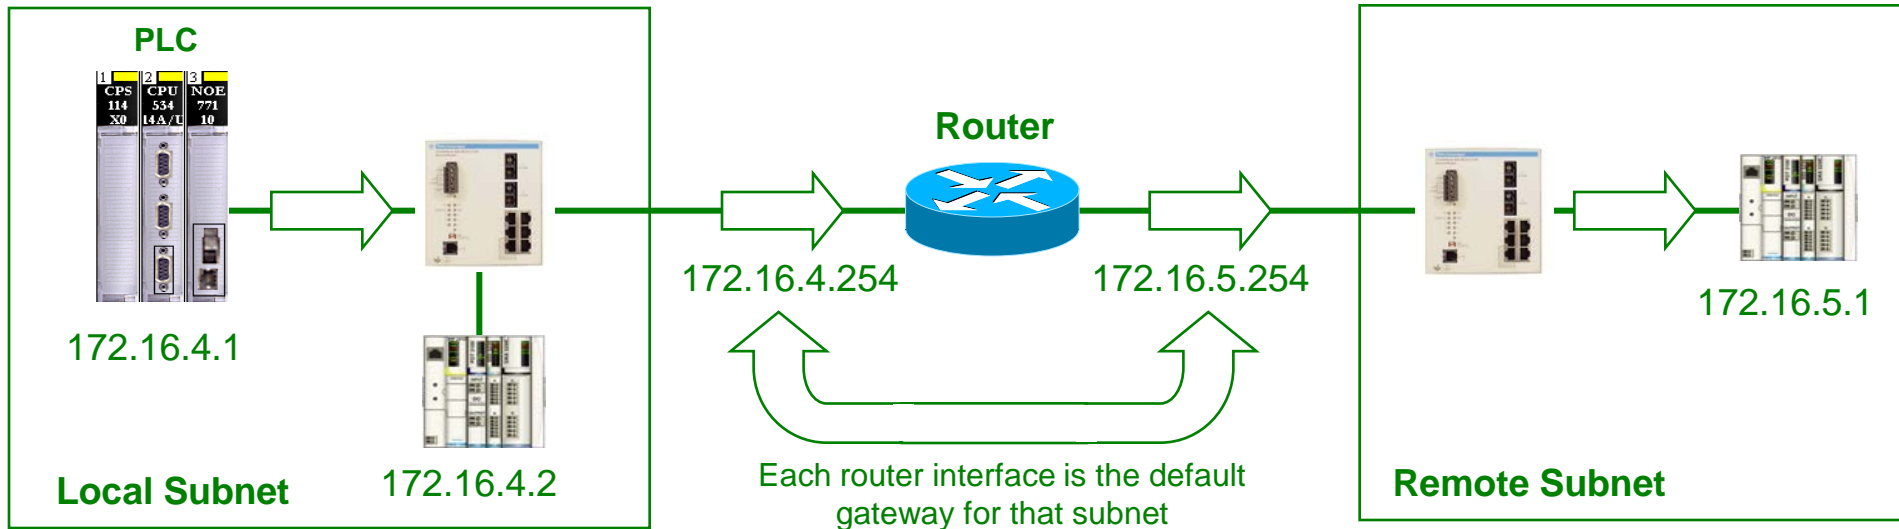 PLC
1 2 3
CPS CPU NOE
114 534 771
X0 14A/U 10
Router
172.16.4.254
172.16.5.254
172.16.5.1
172.16.4.1
172.16.4.2
Local Subnet
Each router interface is the default
gateway for that subnet
Remote Subnet